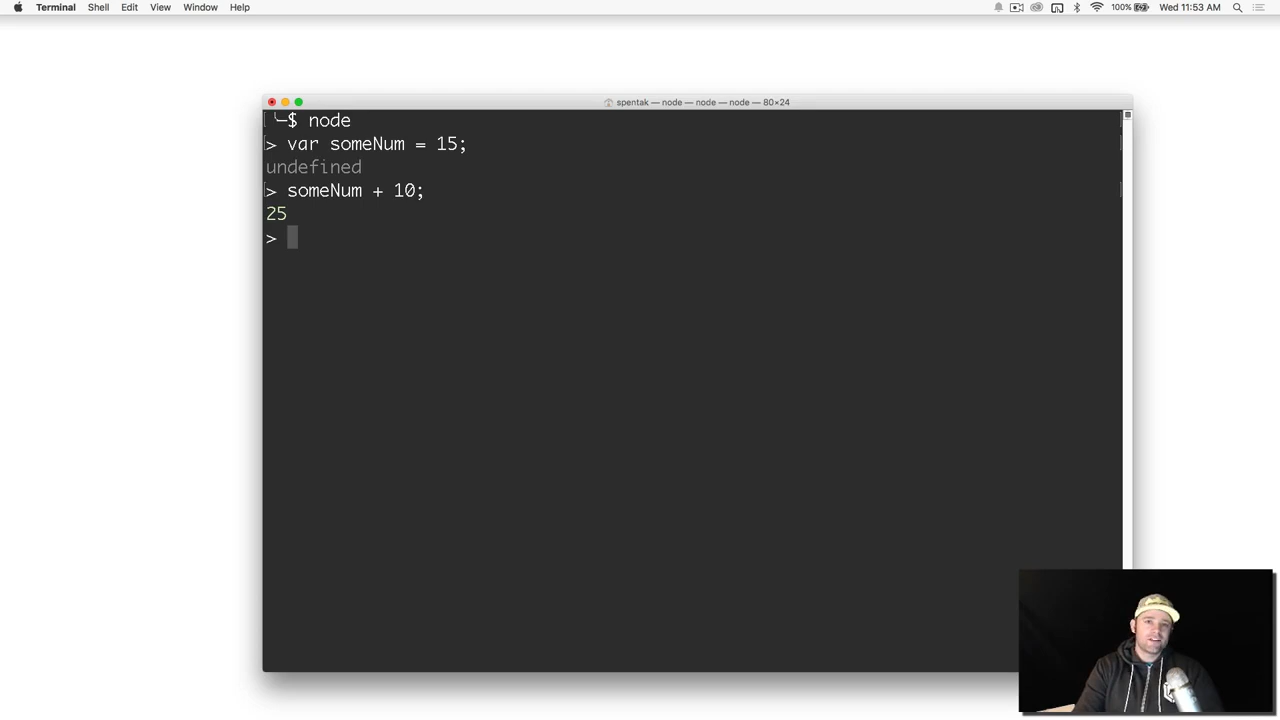 Terminal Shell Edit View Window Help 100% Wed 11:53 AM
spentak — node — node — node — 80×24
╰─$ node
> var someNum = 15;
undefined
> someNum + 10;
25
>